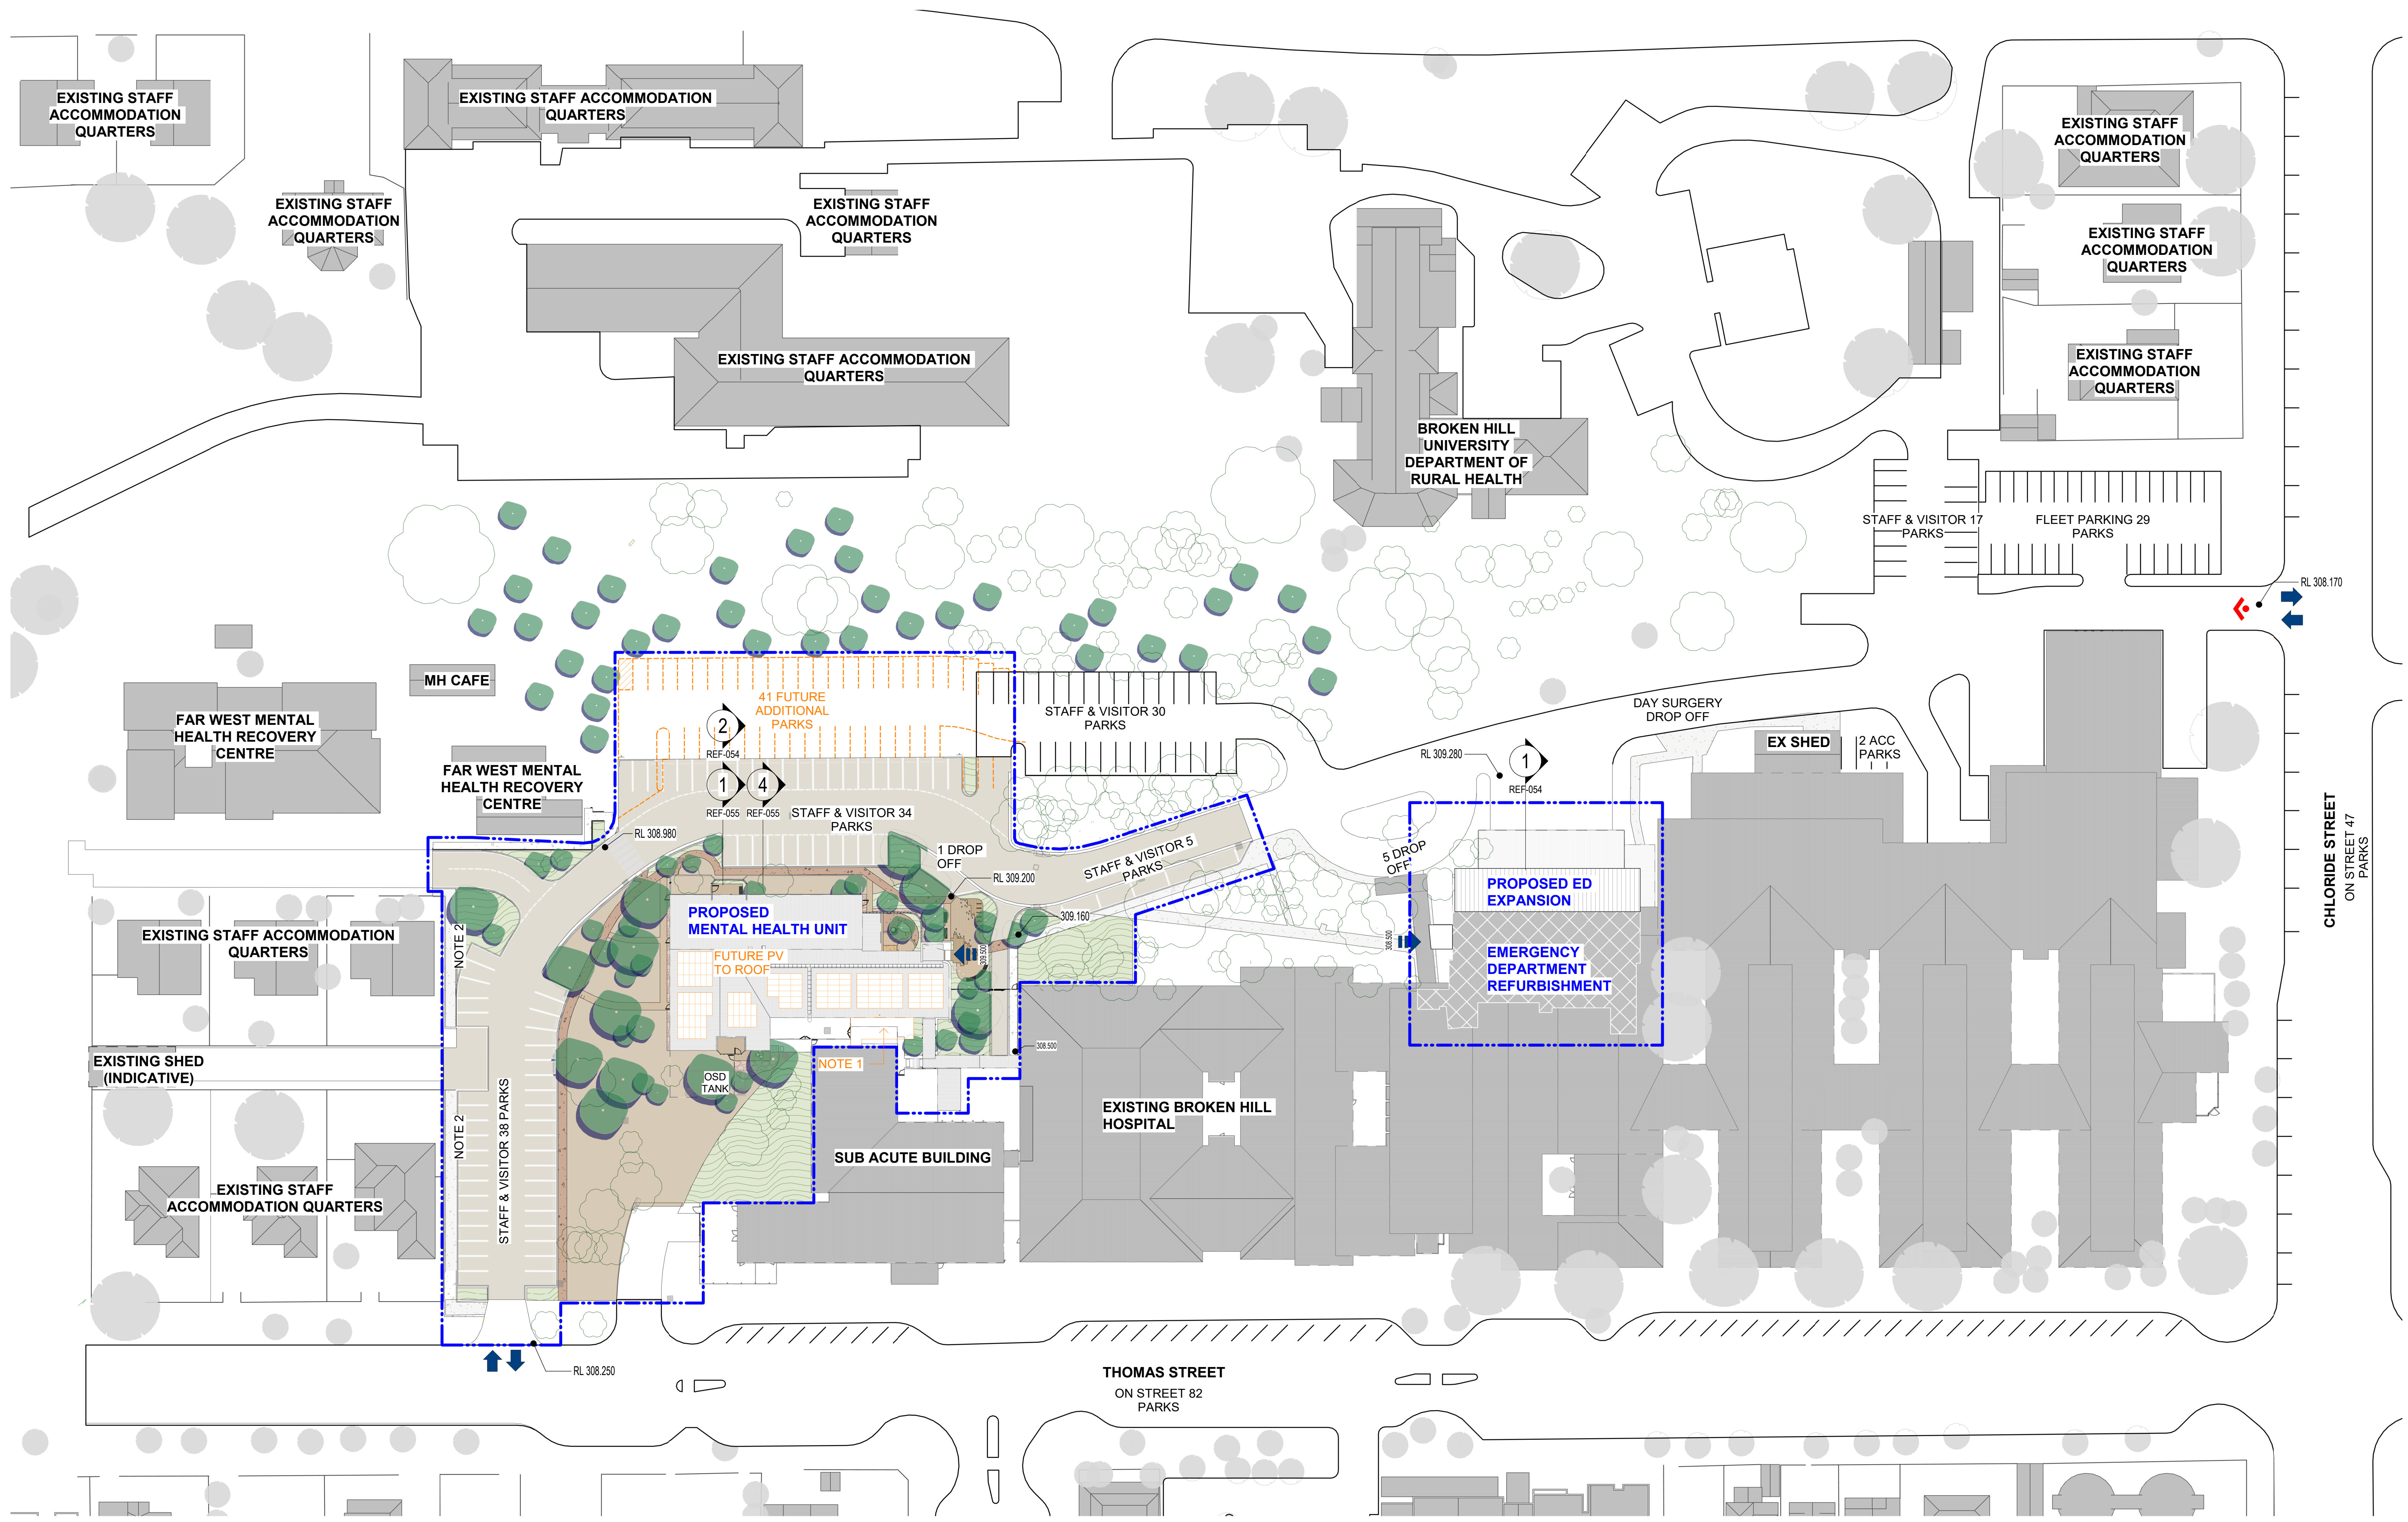 EXISTING STAFF
ACCOMMODATION
QUARTERS
EXISTING STAFF ACCOMMODATION
QUARTERS
EXISTING STAFF
ACCOMMODATION
QUARTERS
EXISTING STAFF
ACCOMMODATION
QUARTERS
EXISTING STAFF
ACCOMMODATION
QUARTERS
EXISTING STAFF
ACCOMMODATION
QUARTERS
EXISTING STAFF ACCOMMODATION
QUARTERS
EXISTING STAFF
ACCOMMODATION
QUARTERS
BROKEN HILL
UNIVERSITY
DEPARTMENT OF
RURAL HEALTH
STAFF & VISITOR 17
PARKS
FLEET PARKING 29
PARKS
RL 308.170
MH CAFE
FAR WEST MENTAL
HEALTH RECOVERY
CENTRE
41 FUTURE
ADDITIONAL
PARKS
2
REF-054
STAFF & VISITOR 30
PARKS
DAY SURGERY
DROP OFF
EX SHED
2 ACC
PARKS
RL 309.280
1
REF-054
FAR WEST MENTAL
HEALTH RECOVERY
CENTRE
1
REF-055
4
REF-055
STAFF & VISITOR 34
PARKS
RL 308.980
1 DROP
OFF
RL 309.200
STAFF & VISITOR 5
PARKS
5 DROP
OFF
CHLORIDE STREET
ON STREET 47
PARKS
PROPOSED
MENTAL HEALTH UNIT
309.160
309.500
FUTURE PV
TO ROOF
PROPOSED ED
EXPANSION
308.500
EMERGENCY
DEPARTMENT
REFURBISHMENT
EXISTING STAFF ACCOMMODATION
QUARTERS
NOTE 2
308.500
NOTE 1
EXISTING SHED
(INDICATIVE)
OSD
TANK
NOTE 2
STAFF & VISITOR 38 PARKS
EXISTING BROKEN HILL
HOSPITAL
SUB ACUTE BUILDING
EXISTING STAFF
ACCOMMODATION QUARTERS
RL 308.250
THOMAS STREET
ON STREET 82
PARKS